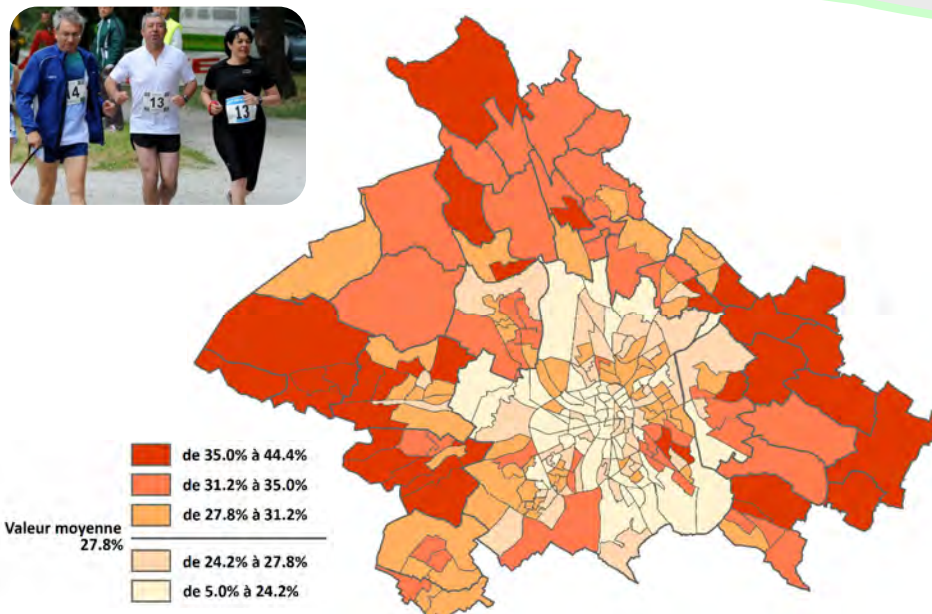 4
13
13
de 35.0% à 44.4%
de 31.2% à 35.0%
de 27.8% à 31.2%
Valeur moyenne
27.8%
de 24.2% à 27.8%
de 5.0% à 24.2%